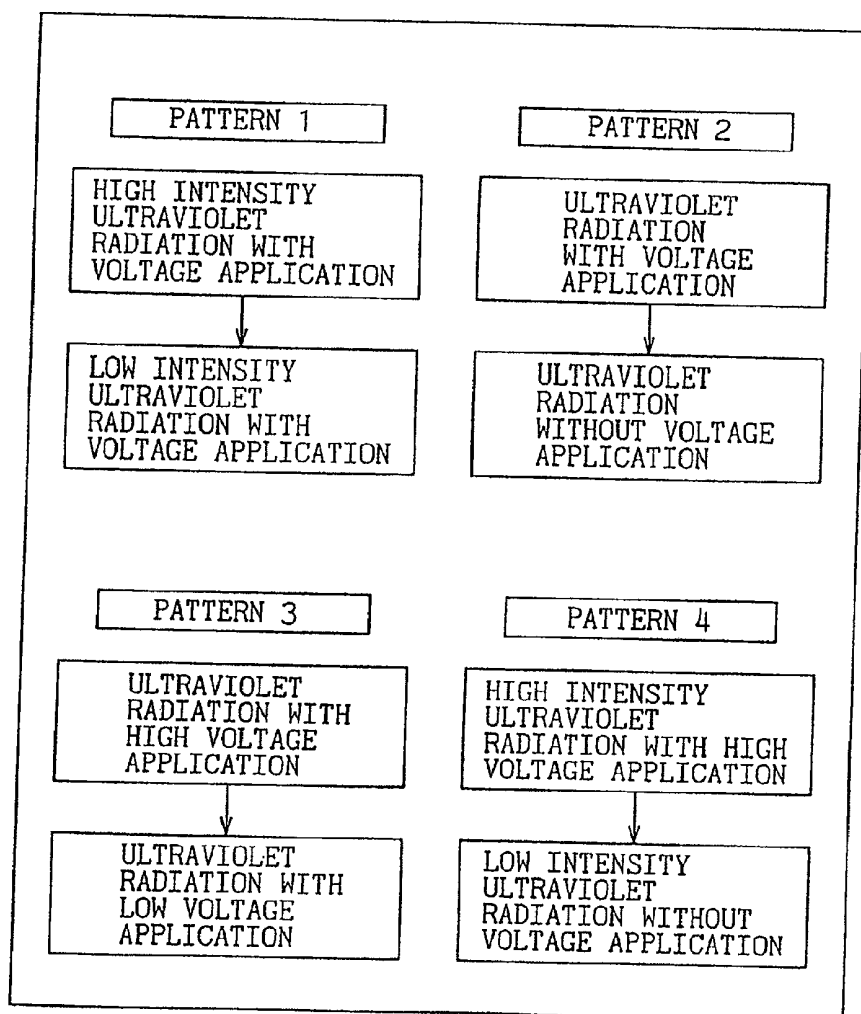 PATTERN 1
HIGH INTENSITY
ULTRAVIOLET
RADIATION WITH
VOLTAGE APPLICATION
LOW INTENSITY
ULTRAVIOLET
RADIATION WITH
VOLTAGE APPLICATION
PATTERN 2
ULTRAVIOLET
RADIATION
WITH VOLTAGE
APPLICATION
ULTRAVIOLET
RADIATION
WITHOUT VOLTAGE
APPLICATION
PATTERN 3
ULTRAVIOLET
RADIATION WITH
HIGH VOLTAGE
APPLICATION
ULTRAVIOLET
RADIATION WITH
LOW VOLTAGE
APPLICATION
PATTERN 4
HIGH INTENSITY
ULTRAVIOLET
RADIATION WITH HIGH
VOLTAGE APPLICATION
LOW INTENSITY
ULTRAVIOLET
RADIATION WITHOUT
VOLTAGE APPLICATION